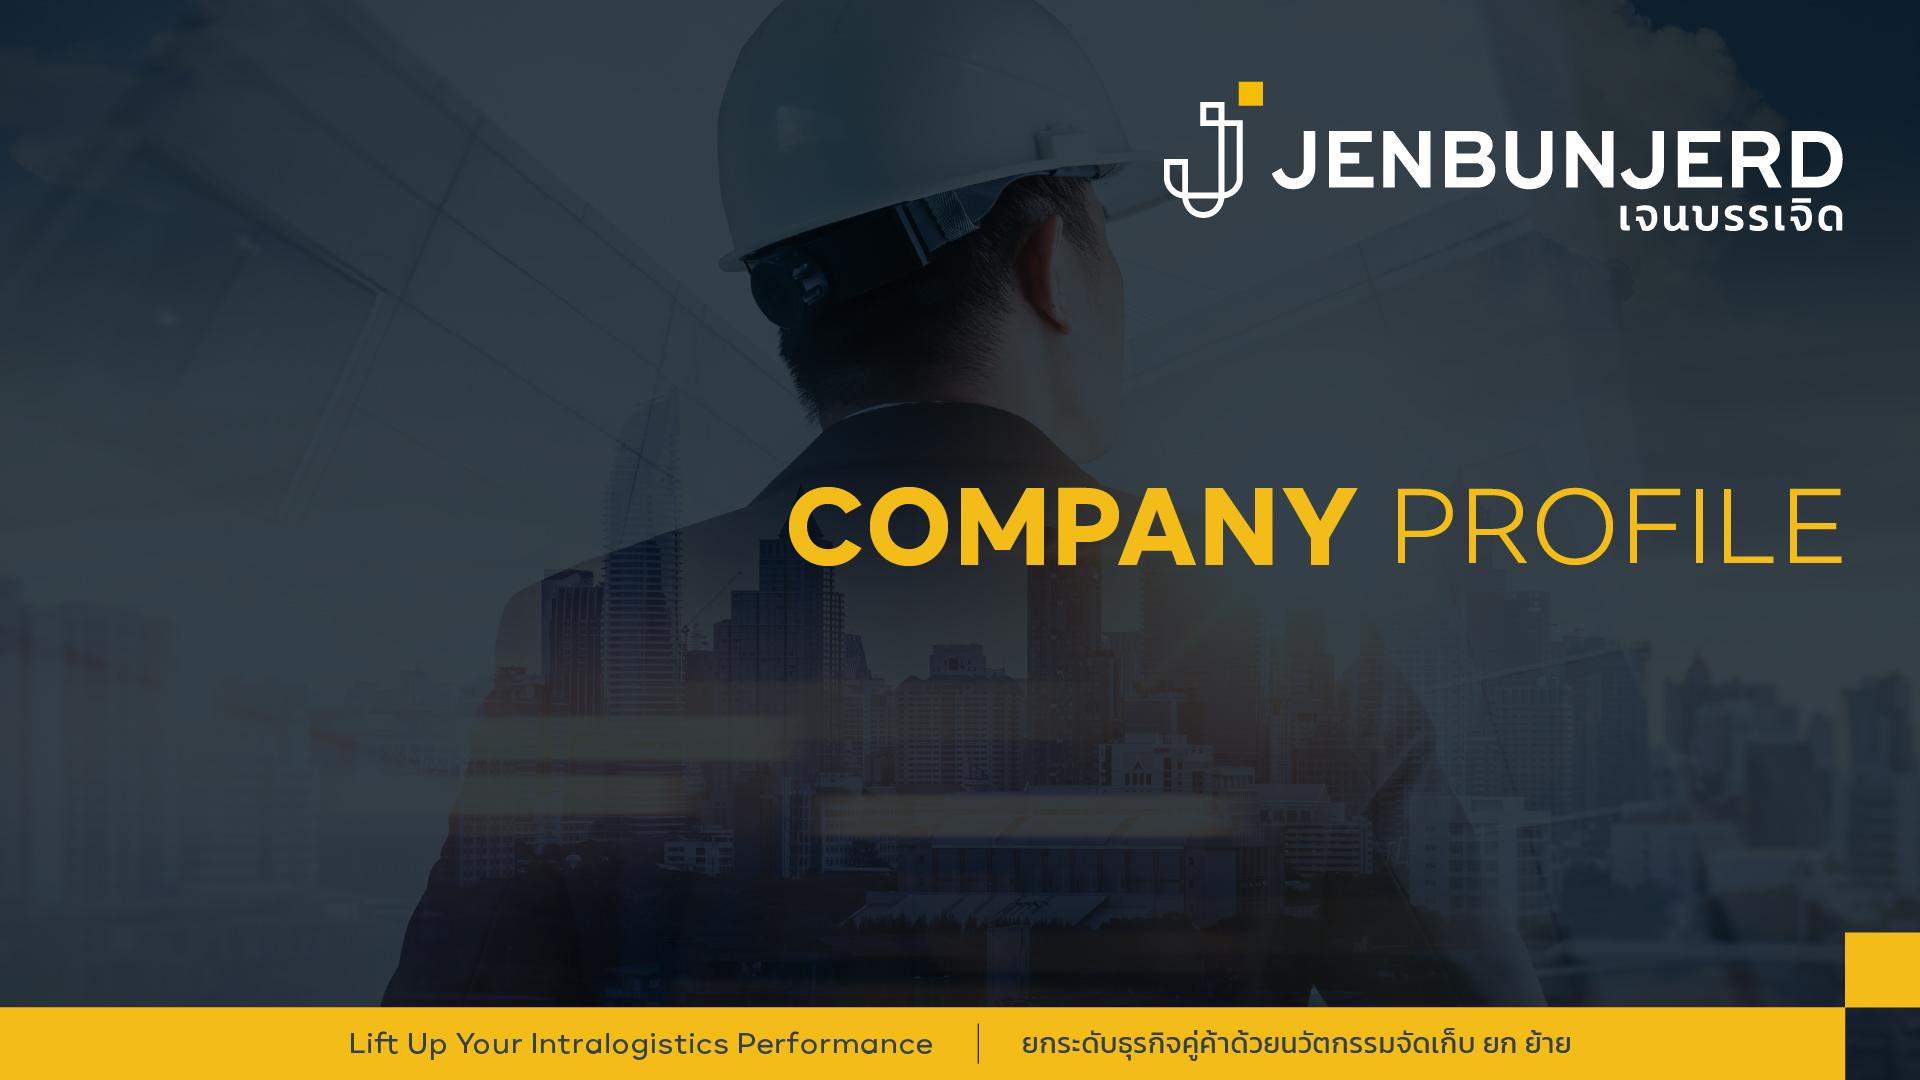 JENBUNJERD
เจนบรรเจิด
COMPANY PROFILE
Lift Up Your Intralogistics Performance
ยกระดับธุรกิจคู่ค้าด้วยนวัตกรรมจัดเก็บ ยก ย้าย